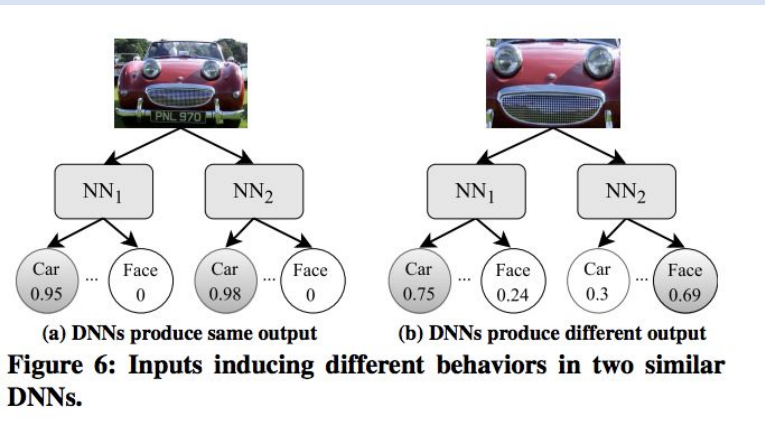 PNL 970
NN1 NN2 NN1 NN2
Car 0.95 ... Face 0 Car 0.98 ... Face 0 Car 0.75 ... Face 0.24 Car 0.3 ... Face 0.69
(a) DNNs produce same output (b) DNNs produce different output
Figure 6: Inputs inducing different behaviors in two similar
DNNs.